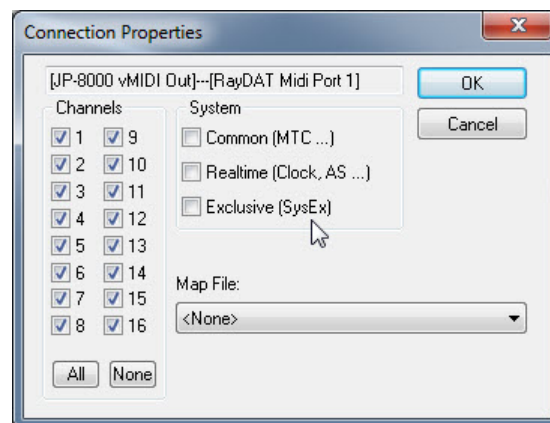 Connection Properties
[JP-8000 vMIDI Out]---[RayDAT Midi Port 1]
OK
Cancel
Channels
1 9
2 10
3 11
4 12
5 13
6 14
7 15
8 16
All None
System
Common (MTC ...)
Realtime (Clock, AS ...)
Exclusive (SysEx)
Map File:
<None>